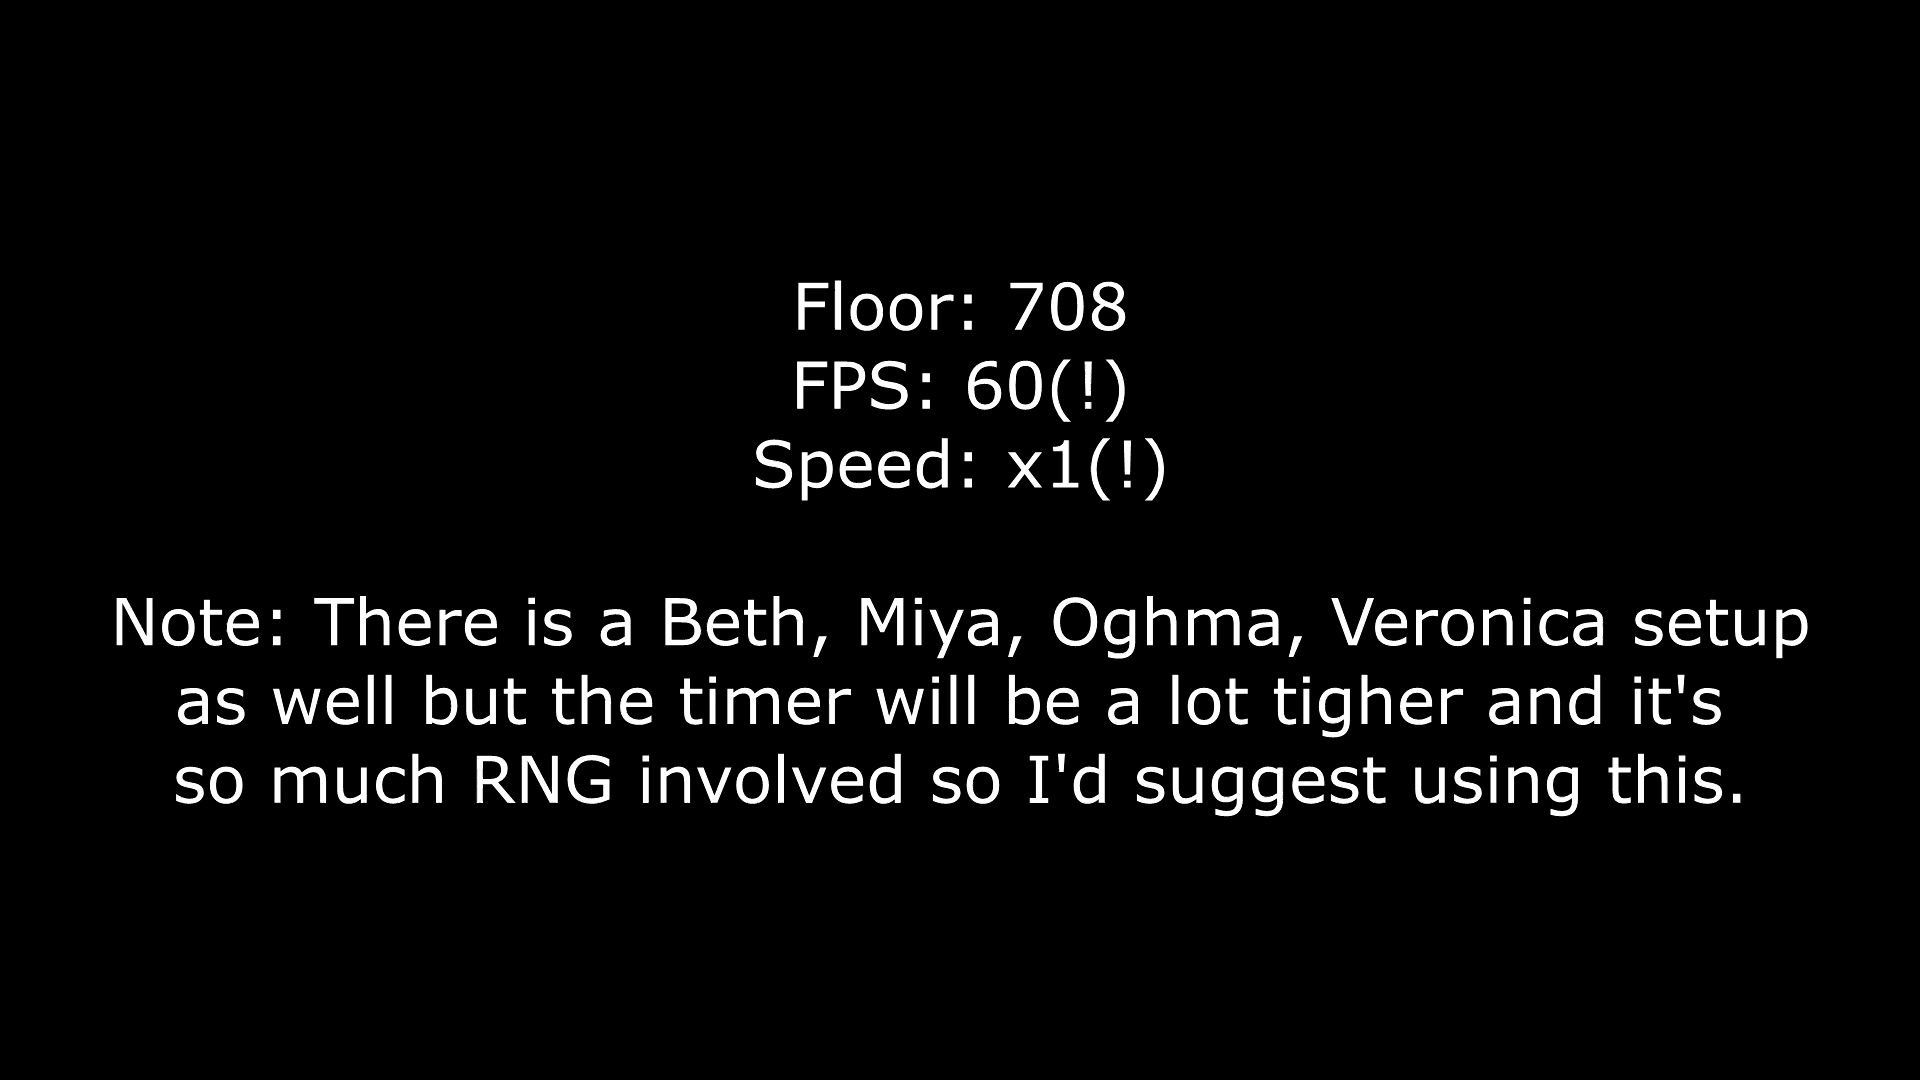 Floor: 708
FPS: 60(!)
Speed: x1(!)
Note: There is a Beth, Miya, Oghma, Veronica setup
as well but the timer will be a lot tigher and it's
so much RNG involved so I'd suggest using this.